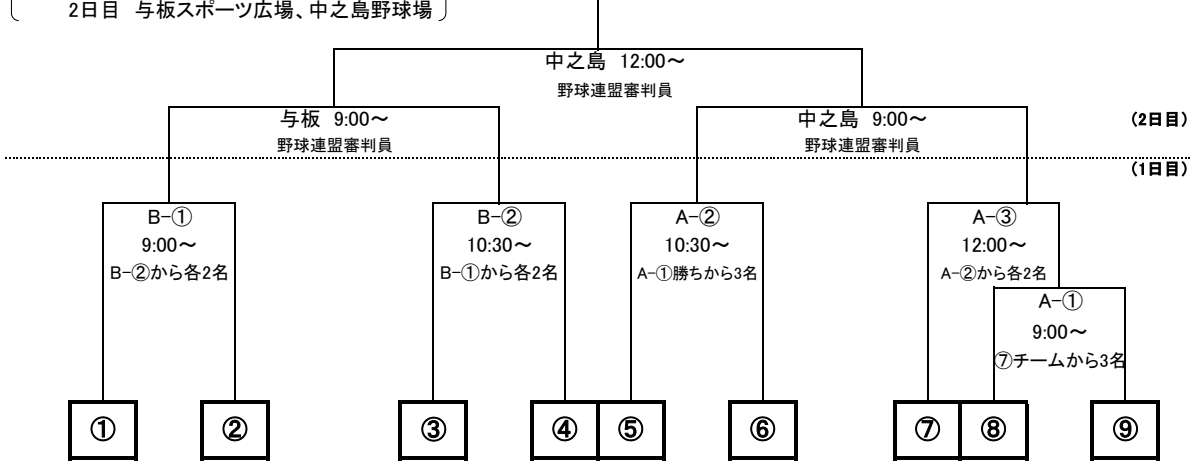 2日目 与板スポーツ広場、中之島野球場
中之島 12:00～
野球連盟審判員
与板 9:00～
野球連盟審判員
中之島 9:00～
野球連盟審判員
(2日目)
(1日目)
B-①
9:00～
B-②から各2名
B-②
10:30～
B-①から各2名
A-②
10:30～
A-①勝ちから3名
A-③
12:00～
A-②から各2名
A-①
9:00～
⑦チームから3名
① ② ③ ④ ⑤ ⑥ ⑦ ⑧ ⑨